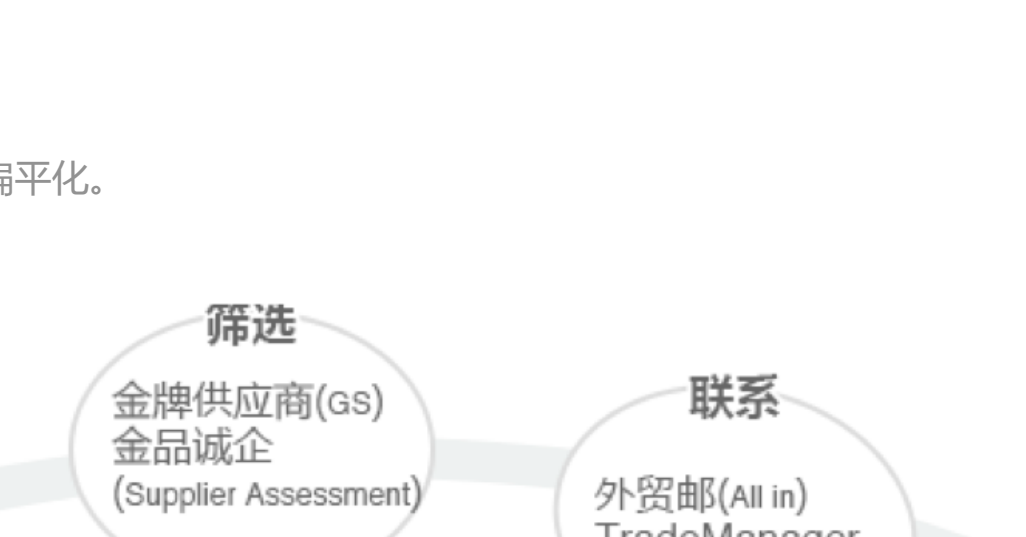 扁平化。
筛选
金牌供应商(GS)
金品诚企
(Supplier Assessment)
联系
外贸邮(All in)
TradeManager